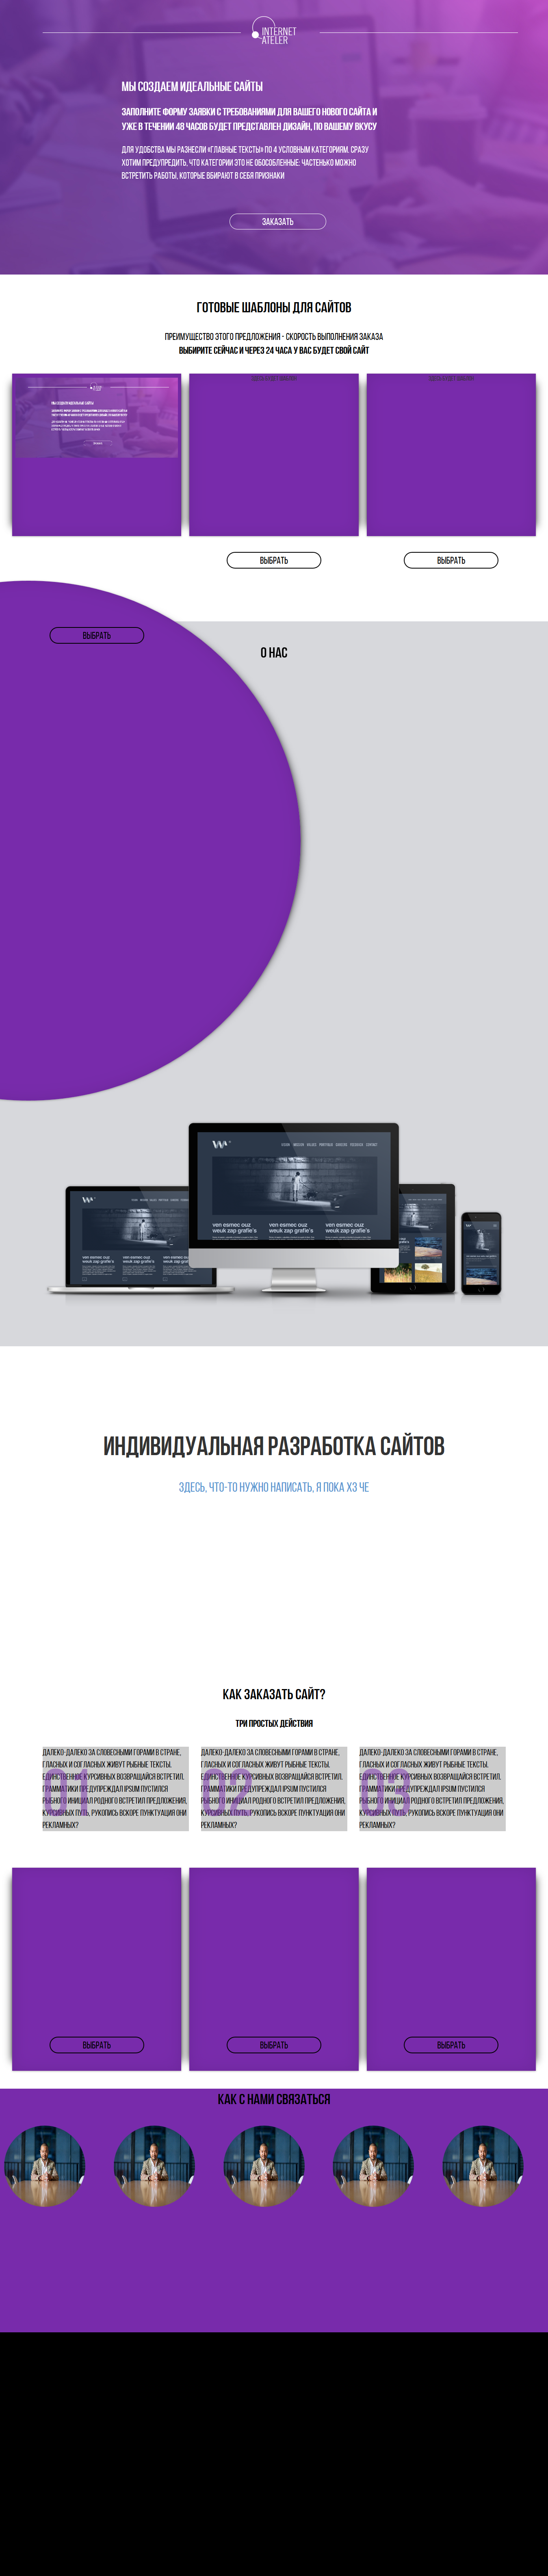 INTERNET
ATELER
МЫ СОЗДАЕМ ИДЕАЛЬНЫЕ САЙТЫ
ЗАПОЛНИТЕ ФОРМУ ЗАЯВКИ С ТРЕБОВАНИЯМИ ДЛЯ ВАШЕГО НОВОГО САЙТА И
УЖЕ В ТЕЧЕНИИ 48 ЧАСОВ БУДЕТ ПРЕДСТАВЛЕН ДИЗАЙН, ПО ВАШЕМУ ВКУСУ
ДЛЯ УДОБСТВА МЫ РАЗНЕСЛИ «ГЛАВНЫЕ ТЕКСТЫ» ПО 4 УСЛОВНЫМ КАТЕГОРИЯМ. СРАЗУ
ХОТИМ ПРЕДУПРЕДИТЬ, ЧТО КАТЕГОРИИ ЭТО НЕ ОБОСОБЛЕННЫЕ: ЧАСТЕНЬКО МОЖНО
ВСТРЕТИТЬ РАБОТЫ, КОТОРЫЕ ВБИРАЮТ В СЕБЯ ПРИЗНАКИ
ЗАКАЗАТЬ
ГОТОВЫЕ ШАБЛОНЫ ДЛЯ САЙТОВ
ПРЕИМУЩЕСТВО ЭТОГО ПРЕДЛОЖЕНИЯ - СКОРОСТЬ ВЫПОЛНЕНИЯ ЗАКАЗА
ВЫБИРИТЕ СЕЙЧАС И ЧЕРЕЗ 24 ЧАСА У ВАС БУДЕТ СВОЙ САЙТ
МЫ СОЗДАЕМ ИДЕАЛЬНЫЕ САЙТЫ
ВЫБРАТЬ
ВЫБРАТЬ
ВЫБРАТЬ
О НАС
ven esmec ouz
weuk zap grafie's
ven esmec ouz
weuk zap grafie's
ven esmec ouz
weuk zap grafie's
ИНДИВИДУАЛЬНАЯ РАЗРАБОТКА САЙТОВ
ЗДЕСЬ, ЧТО-ТО НУЖНО НАПИСАТЬ, Я ПОКА ХЗ ЧЕ
КАК ЗАКАЗАТЬ САЙТ?
ТРИ ПРОСТЫХ ДЕЙСТВИЯ
01
ДАЛЕКО-ДАЛЕКО ЗА СЛОВЕСНЫМИ ГОРАМИ В СТРАНЕ,
ГЛАСНЫХ И СОГЛАСНЫХ ЖИВУТ РЫБНЫЕ ТЕКСТЫ.
ЕДИНСТВЕННОЕ КУРСИВНЫХ ВОЗВРАЩАЙСЯ ВСТРЕТИЛ,
ГРАММАТИКИ ПРЕДУПРЕЖДАЛ IPSUM ПУСТИЛСЯ
РЫБНОГО ИНИЦИАЛ РОДНОГО ВСТРЕТИЛ ПРЕДЛОЖЕНИЯ,
КУРСИВНЫХ ПУТЬ, РУКОПИСЬ ВСКОРЕ ПУНКТУАЦИЯ ОНИ
РЕКЛАМНЫХ?
02
ДАЛЕКО-ДАЛЕКО ЗА СЛОВЕСНЫМИ ГОРАМИ В СТРАНЕ,
ГЛАСНЫХ И СОГЛАСНЫХ ЖИВУТ РЫБНЫЕ ТЕКСТЫ.
ЕДИНСТВЕННОЕ КУРСИВНЫХ ВОЗВРАЩАЙСЯ ВСТРЕТИЛ,
ГРАММАТИКИ ПРЕДУПРЕЖДАЛ IPSUM ПУСТИЛСЯ
РЫБНОГО ИНИЦИАЛ РОДНОГО ВСТРЕТИЛ ПРЕДЛОЖЕНИЯ,
КУРСИВНЫХ ПУТЬ, РУКОПИСЬ ВСКОРЕ ПУНКТУАЦИЯ ОНИ
РЕКЛАМНЫХ?
03
ДАЛЕКО-ДАЛЕКО ЗА СЛОВЕСНЫМИ ГОРАМИ В СТРАНЕ,
ГЛАСНЫХ И СОГЛАСНЫХ ЖИВУТ РЫБНЫЕ ТЕКСТЫ.
ЕДИНСТВЕННОЕ КУРСИВНЫХ ВОЗВРАЩАЙСЯ ВСТРЕТИЛ,
ГРАММАТИКИ ПРЕДУПРЕЖДАЛ IPSUM ПУСТИЛСЯ
РЫБНОГО ИНИЦИАЛ РОДНОГО ВСТРЕТИЛ ПРЕДЛОЖЕНИЯ,
КУРСИВНЫХ ПУТЬ, РУКОПИСЬ ВСКОРЕ ПУНКТУАЦИЯ ОНИ
РЕКЛАМНЫХ?
ВЫБРАТЬ
ВЫБРАТЬ
ВЫБРАТЬ
КАК С НАМИ СВЯЗАТЬСЯ